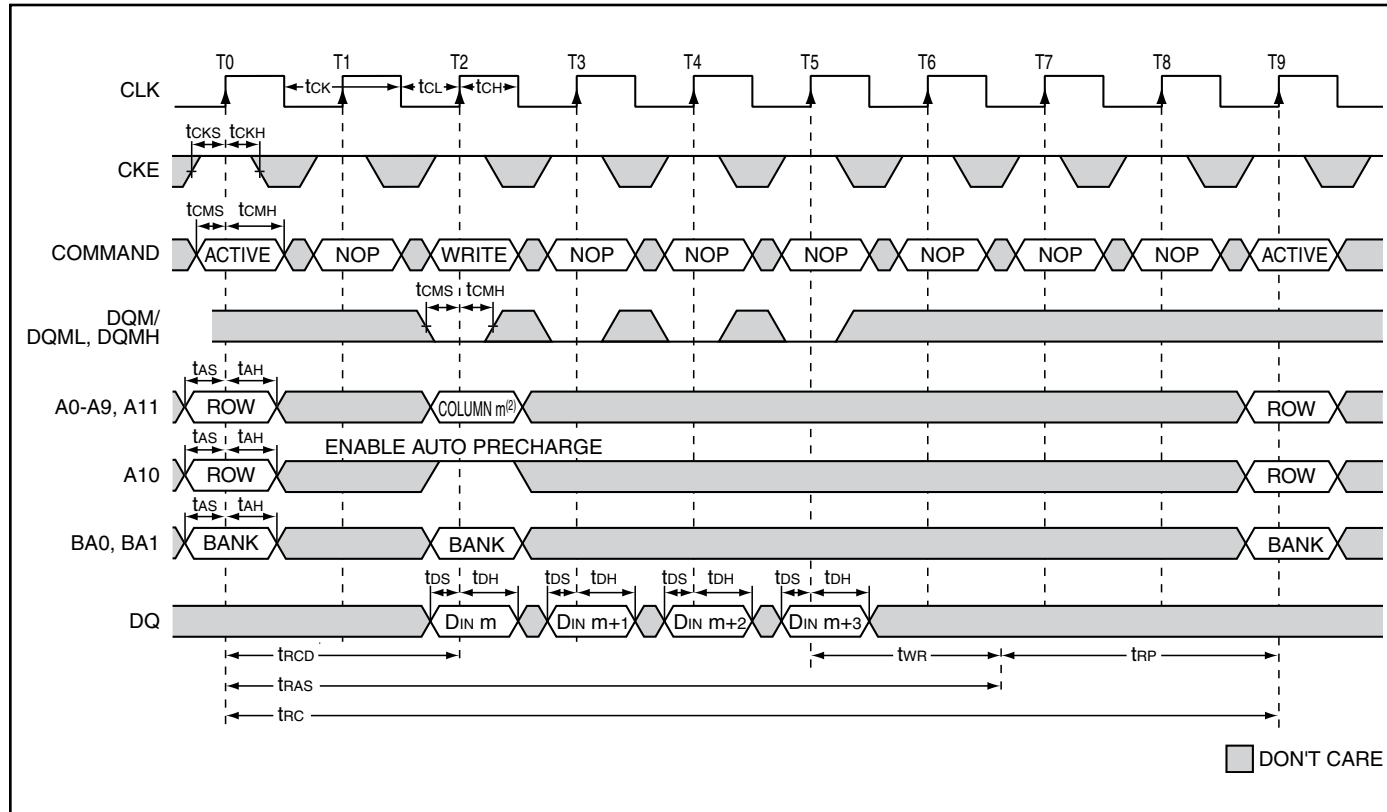 T0 T1 T2 T3 T4 T5 T6 T7 T8 T9
CLK
tCK tCL tCH
tCKS tCKH
CKE
tCMS tCMH
COMMAND ACTIVE NOP WRITE NOP NOP NOP NOP NOP NOP ACTIVE
tCMS tCMH
DQM/
DQML, DQMH
tAS tAH
A0-A9, A11 ROW COLUMN m(2) ROW
tAS tAH ENABLE AUTO PRECHARGE
A10 ROW ROW
tAS tAH
BA0, BA1 BANK BANK BANK
tDS tDH tDS tDH tDS tDH tDS tDH
DQ DIN m DIN m+1 DIN m+2 DIN m+3
tRCD tWR tRP
tRAS
tRC
DON'T CARE